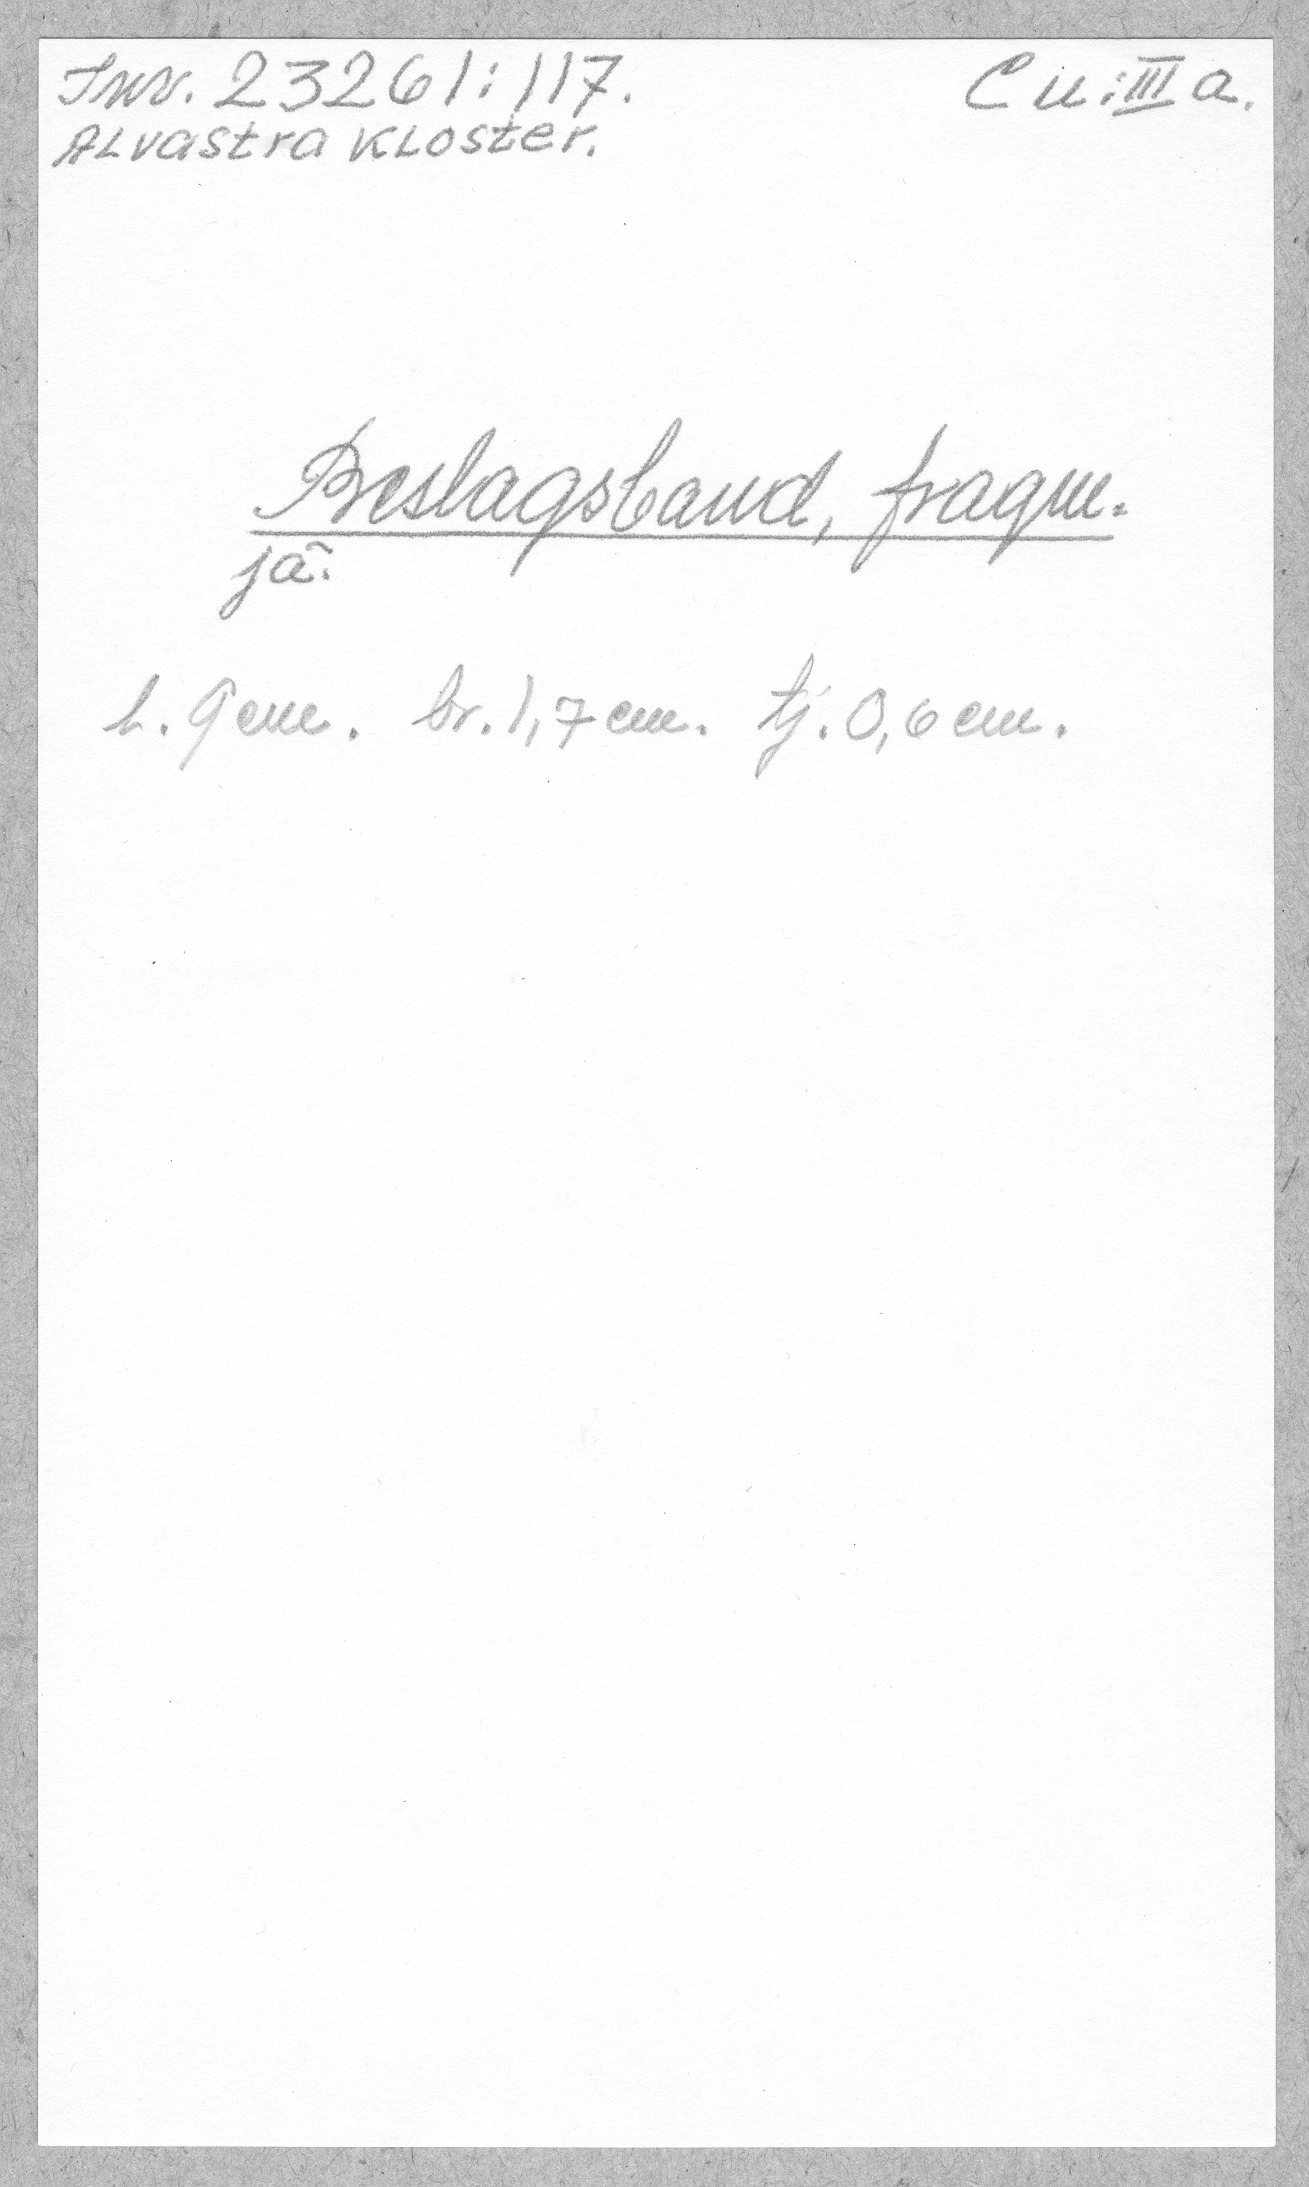 Inv. 23261:117. Cu:III a.
Alvastra kloster.
Beslagsband, fragm.
jä.
L. 9 cm. br. 1,7 cm. tj. 0,6 cm.